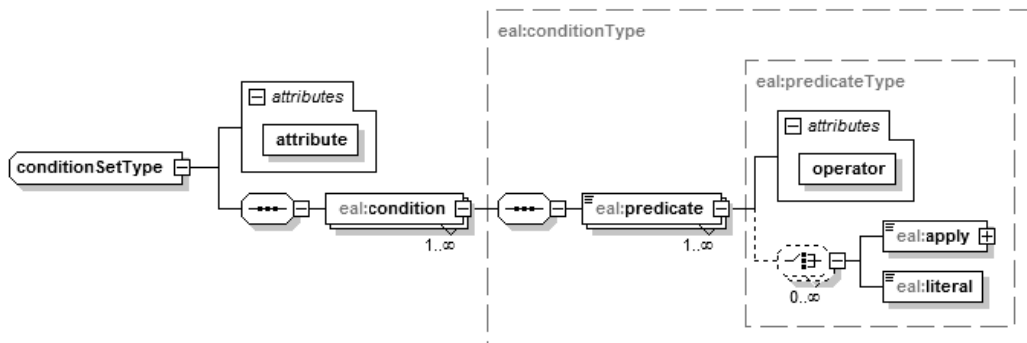 eal:conditionType
eal:predicateType
attributes
attribute
attributes
operator
conditionSetType
eal:condition
1..∞
eal:predicate
1..∞
eal:apply
eal:literal
0..∞